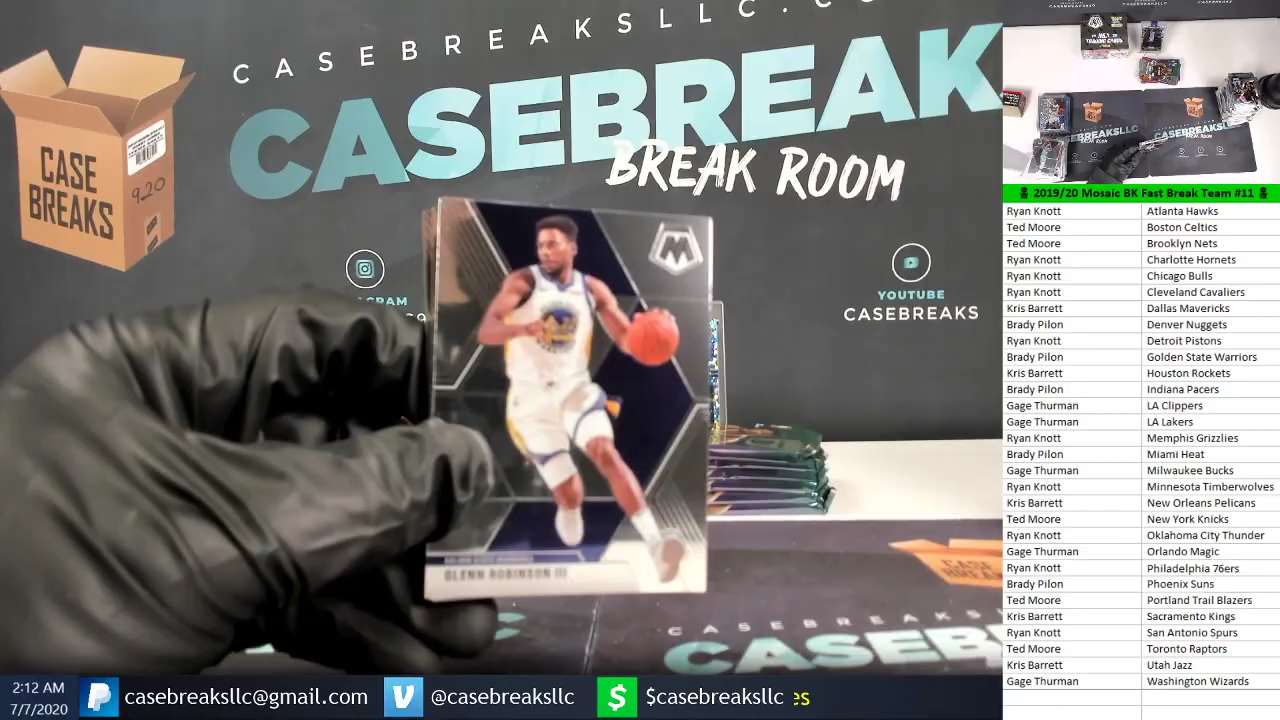 CASEBREAKSLLC.CO
CASEBREAK
BREAK ROOM
CASE
BREAKS
920
M
YOUTUBE
CASEBREAKS
GLENN ROBINSON III
CASEB
2019/20 Mosaic BK Fast Break Team #11
Ryan Knott Atlanta Hawks
Ted Moore Boston Celtics
Ted Moore Brooklyn Nets
Ryan Knott Charlotte Hornets
Ryan Knott Chicago Bulls
Ryan Knott Cleveland Cavaliers
Kris Barrett Dallas Mavericks
Brady Pilon Denver Nuggets
Ryan Knott Detroit Pistons
Brady Pilon Golden State Warriors
Kris Barrett Houston Rockets
Brady Pilon Indiana Pacers
Gage Thurman LA Clippers
Gage Thurman LA Lakers
Ryan Knott Memphis Grizzlies
Brady Pilon Miami Heat
Gage Thurman Milwaukee Bucks
Ryan Knott Minnesota Timberwolves
Kris Barrett New Orleans Pelicans
Ted Moore New York Knicks
Ryan Knott Oklahoma City Thunder
Gage Thurman Orlando Magic
Ryan Knott Philadelphia 76ers
Brady Pilon Phoenix Suns
Ted Moore Portland Trail Blazers
Kris Barrett Sacramento Kings
Ryan Knott San Antonio Spurs
Ted Moore Toronto Raptors
Kris Barrett Utah Jazz
Gage Thurman Washington Wizards
2:12 AM
7/7/2020
casebreaksllc@gmail.com
@casebreaksllc
$casebreaksllc
es